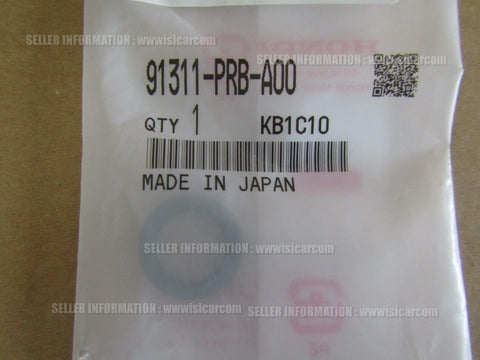 SELLER INFORMATION : wwwisicarcom SELLER INFORMATION : wwwisicarcom
HONDA
91311-PRB-A00
QTY 1 KB1C10
MADE IN JAPAN
SELLER INFORMATION : wwwisicarcom
SELLER INFORMATION : wwwisicarcom SELLER INFORMATION : wwwisicarcom